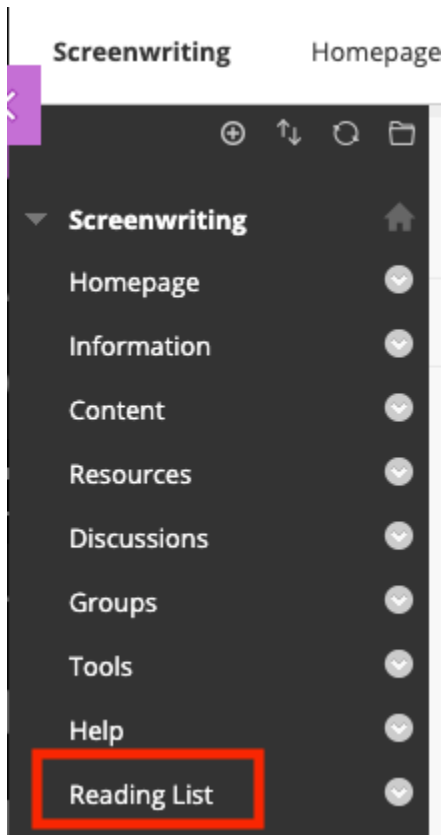 Screenwriting Homepage
Screenwriting
Homepage
Information
Content
Resources
Discussions
Groups
Tools
Help
Reading List